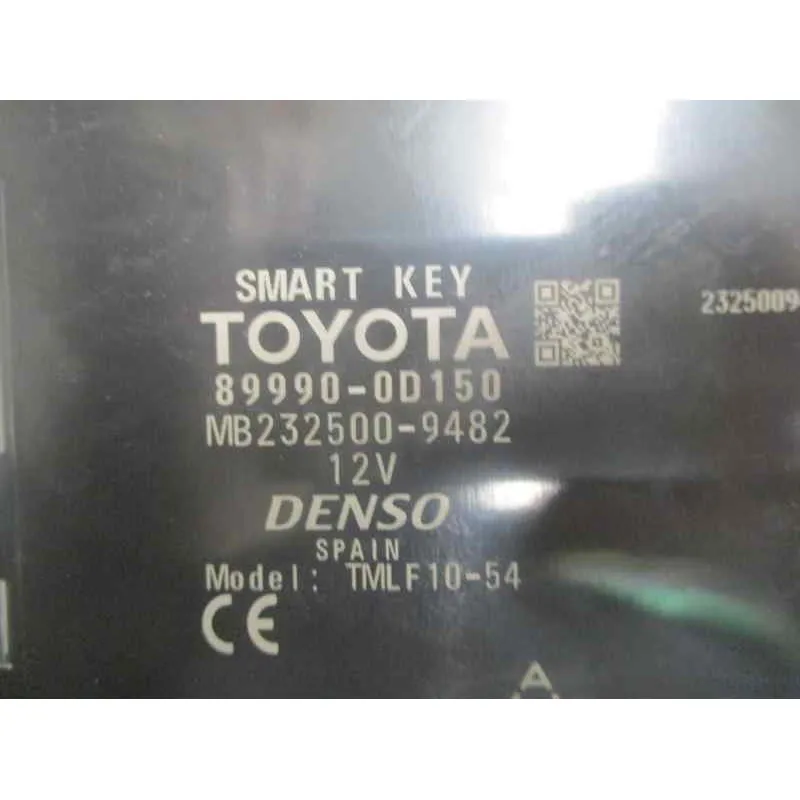 SMART KEY
TOYOTA
2325009
89990-0D150
MB232500-9482
12V
DENSO
SPAIN
Model: TMLF10-54
CE
A